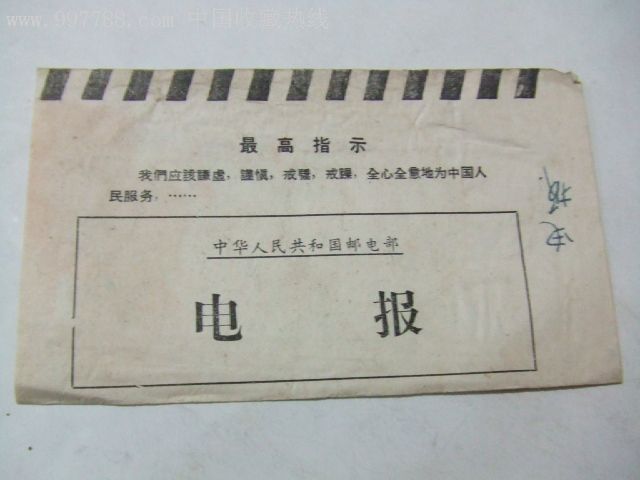 www.997788.com 中国收藏热线
最高指示
我們应該謙虚，謹慎，戒驕，戒躁，全心全意地为中国人
民服务，……
中华人民共和国邮电部
电报